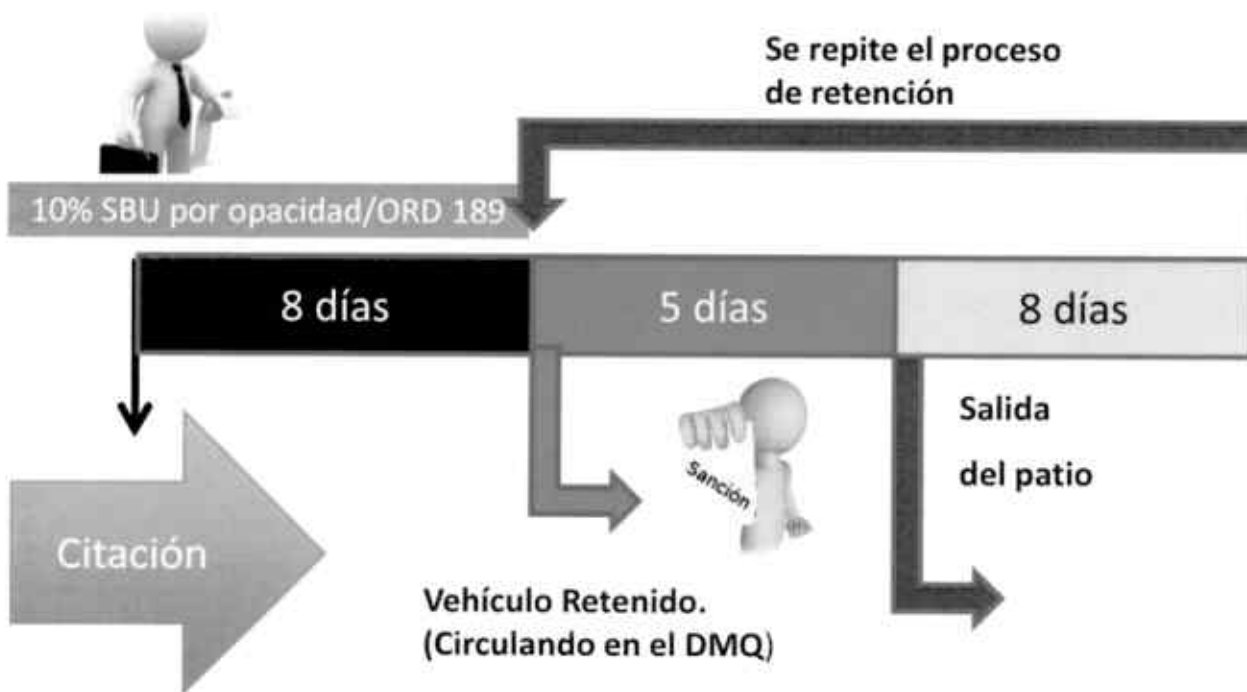 Se repite el proceso
de retención
10% SBU por opacidad/ORD 189
8 días
5 días
8 días
Sanción
Salida
del patio
Citación
Vehículo Retenido.
(Circulando en el DMQ)